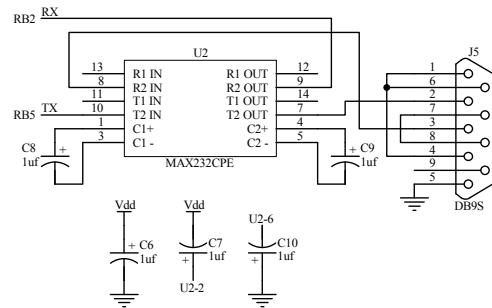 RB2 RX
U2
J5
13 R1 IN R1 OUT 12
8 R2 IN R2 OUT 9
11 T1 IN T1 OUT 14
RB5 TX 10 T2 IN T2 OUT 7
1 C1+ C2+ 4
3 C1 - C2 - 5
MAX232CPE
C8 + 1uf
+ C9 1uf
1
6
2
7
3
8
4
9
5
DB9S
Vdd Vdd U2-6
+ C6 1uf
C7 + 1uf
C10 + 1uf
U2-2